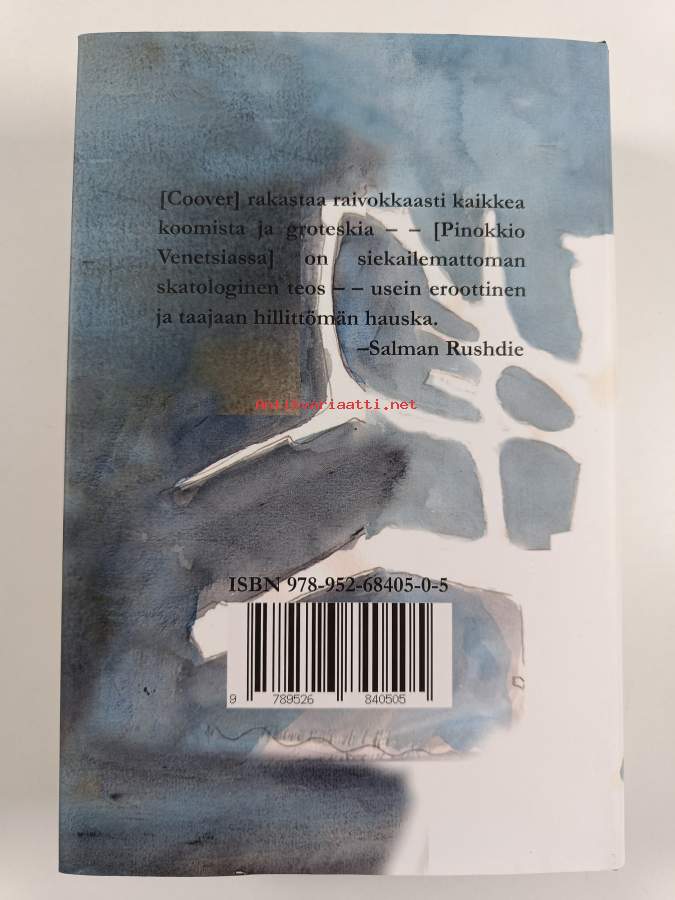 [Coover] rakastaa raivokkaasti kaikkea
koomista ja groteskia – – [Pinokkio
Venetsiassa] on siekailemattoman
skatologinen teos – – usein eroottinen
ja taajaan hillittömän hauska.
–Salman Rushdie
Antikvariaatti.net
ISBN 978-952-68405-0-5
9 789526 840505